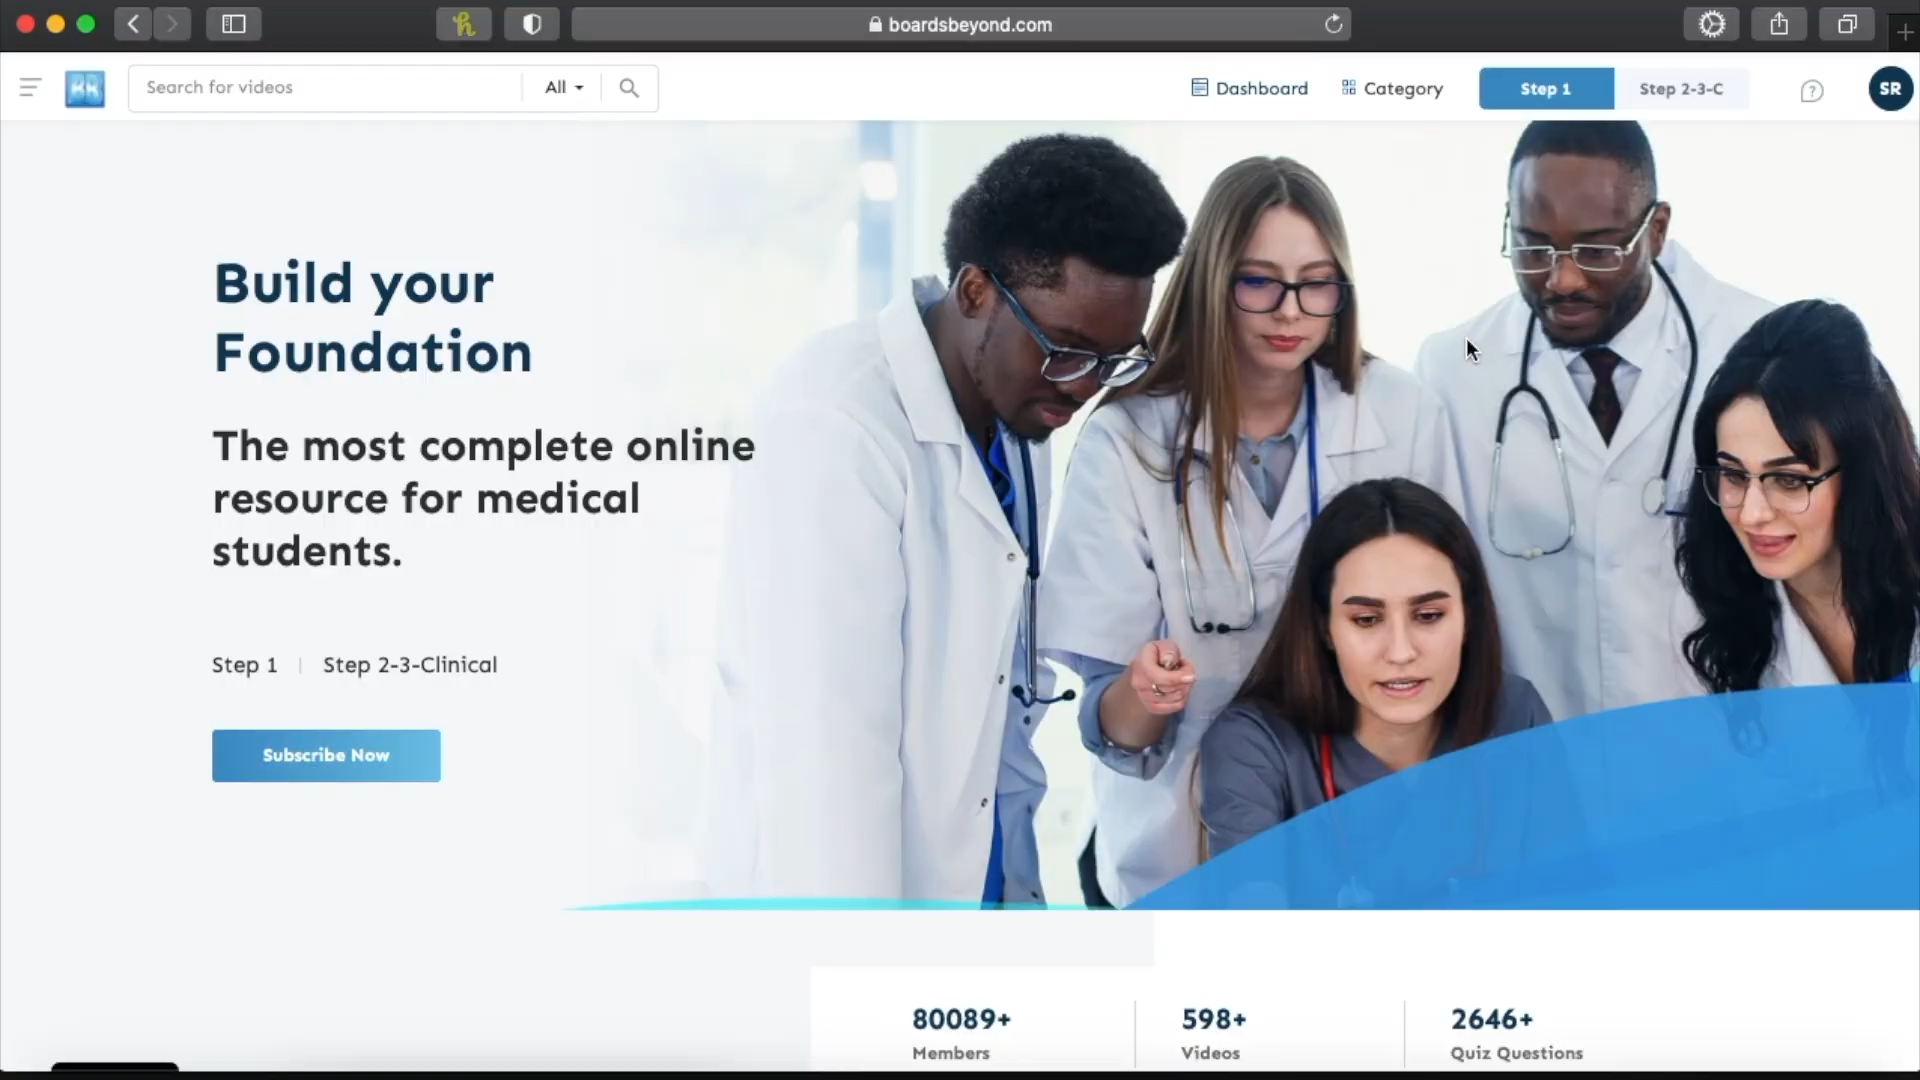 boardsbeyond.com
BB
Search for videos
All
Dashboard
Category
Step 1
Step 2-3-C
SR
Build your
Foundation
The most complete online
resource for medical
students.
Step 1 | Step 2-3-Clinical
Subscribe Now
80089+
Members
598+
Videos
2646+
Quiz Questions